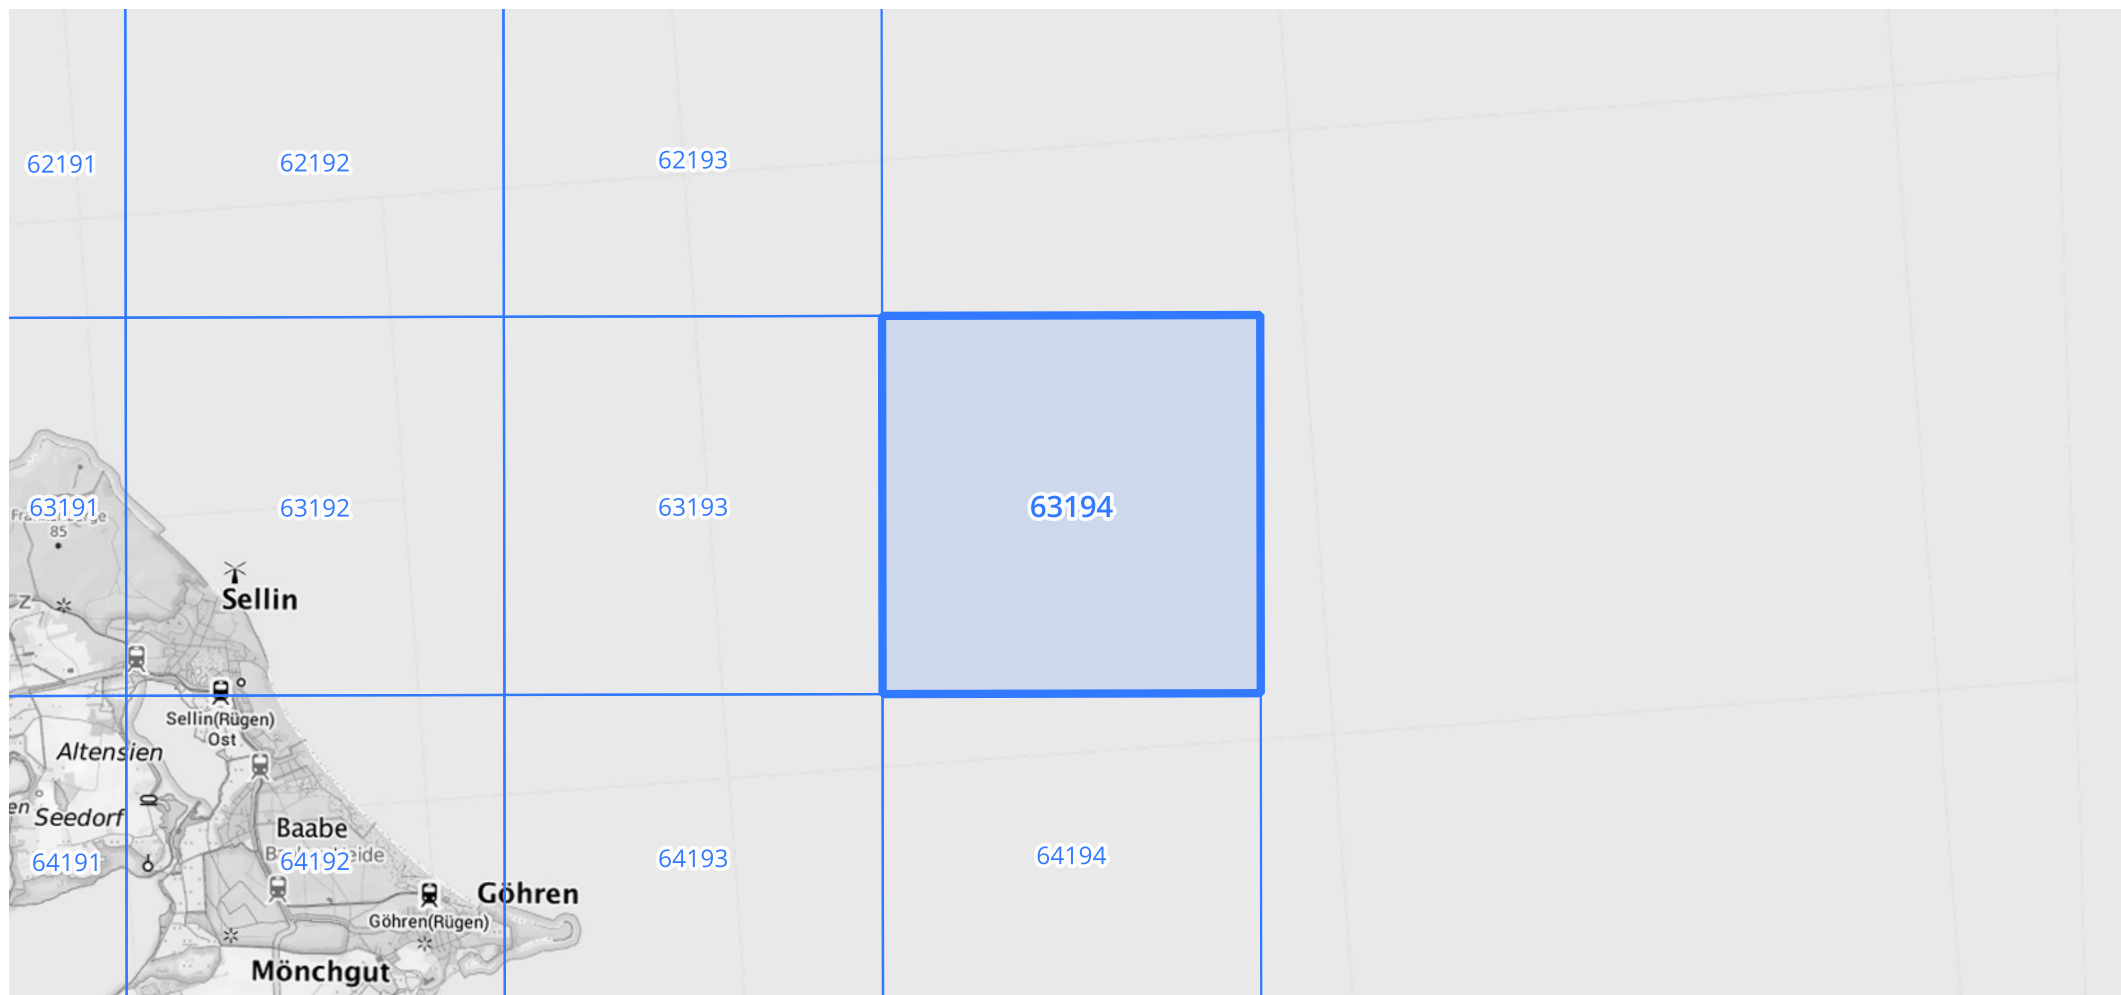 62191 62192 62193
63191 63192 63193 63194
85
Z
Sellin
Sellin(Rügen)
Ost
Altensien
en Seedorf
Baabe
64191 64192 64193 64194
Göhren
Göhren(Rügen)
Mönchgut